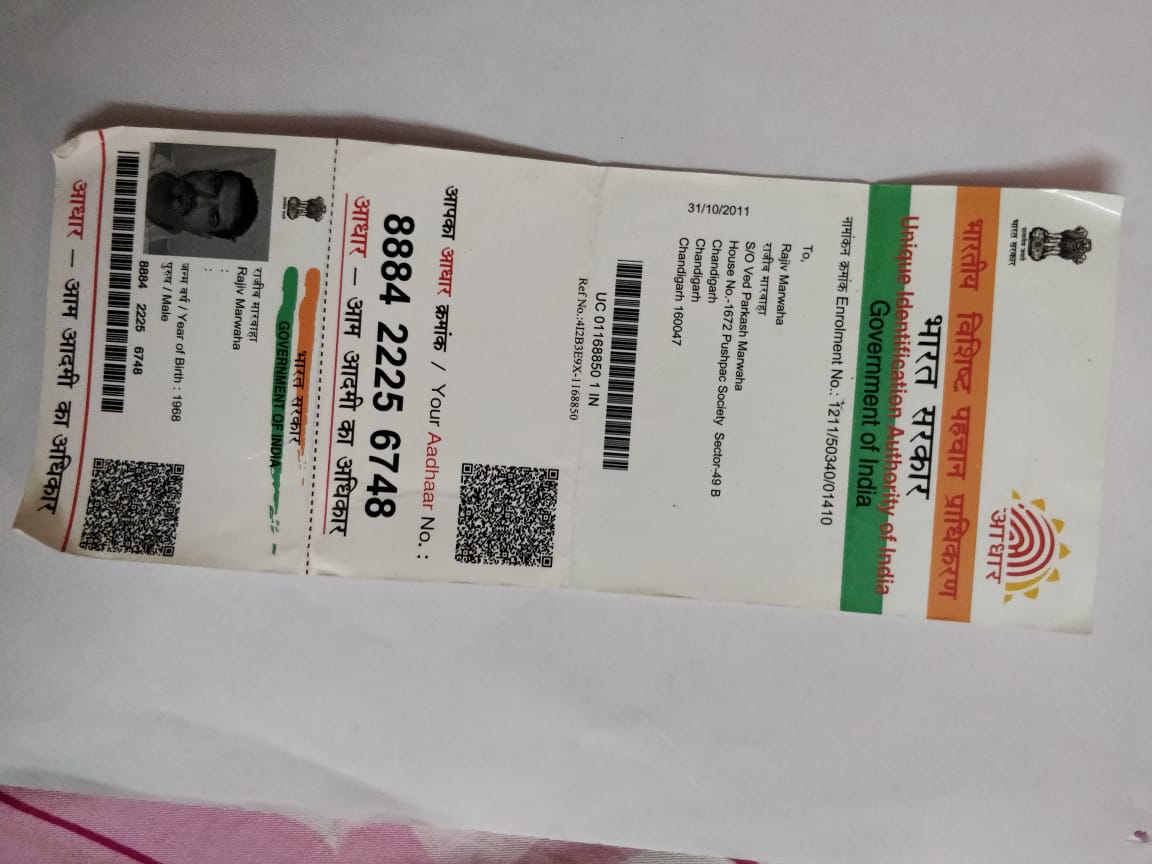 भारत सरकार
आधार
भारतीय विशिष्ट पहचान प्राधिकरण
भारत सरकार
Unique Identification Authority of India
Government of India
नामांकन क्रमांक Enrolment No.: 1211/50340/01410
To,
Rajiv Marwaha
राजीव मारवाहा
S/O Ved Parkash Marwaha
House No.-1672 Pushpac Society Sector-49 B
Chandigarh
Chandigarh
Chandigarh 160047
31/10/2011
UC 01168850 1 IN
Ref No.:412B3E9X-1168850
आपका आधार क्रमांक / Your Aadhaar No. :
8884 2225 6748
आधार — आम आदमी का अधिकार
भारत सरकार
GOVERNMENT OF INDIA
राजीव मारवाहा
Rajiv Marwaha
:
:
जन्म वर्ष / Year of Birth : 1968
पुरुष / Male
8884 2225 6748
आधार — आम आदमी का अधिकार